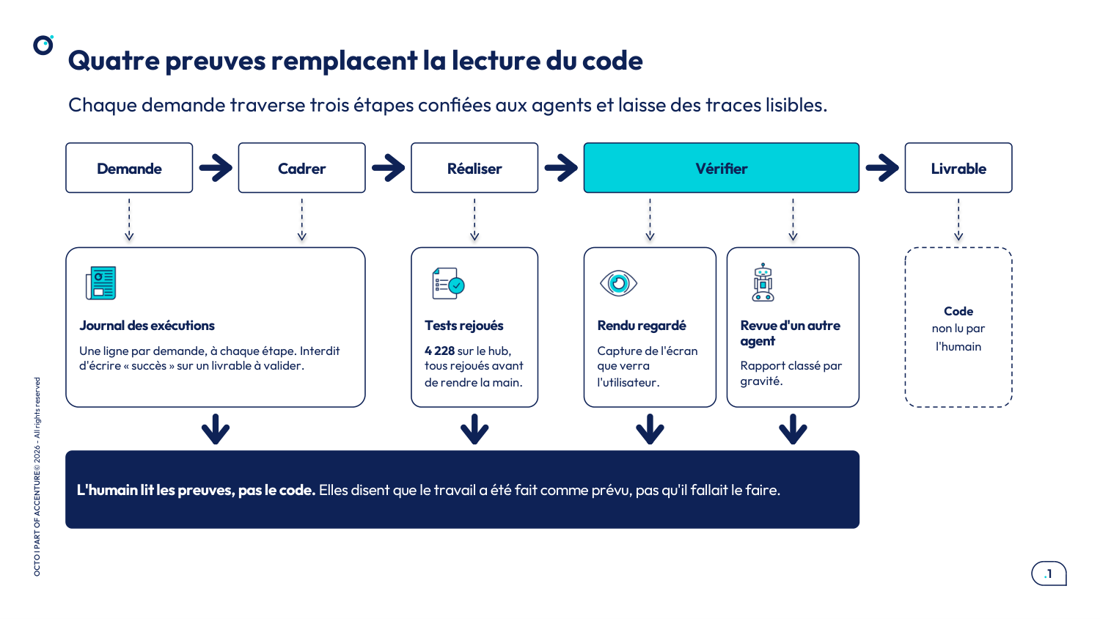 Quatre preuves remplacent la lecture du code
Chaque demande traverse trois étapes confiées aux agents et laisse des traces lisibles.
Demande
Cadrer
Réaliser
Vérifier
Livrable
Journal des exécutions
Une ligne par demande, à chaque étape. Interdit
d'écrire « succès » sur un livrable à valider.
Tests rejoués
4 228 sur le hub,
tous rejoués avant
de rendre la main.
Rendu regardé
Capture de l'écran
que verra
l'utilisateur.
Revue d'un autre
agent
Rapport classé par
gravité.
Code
non lu par
l'humain
L'humain lit les preuves, pas le code. Elles disent que le travail a été fait comme prévu, pas qu'il fallait le faire.
OCTO I PART OF ACCENTURE© 2026 - All rights reserved
.1